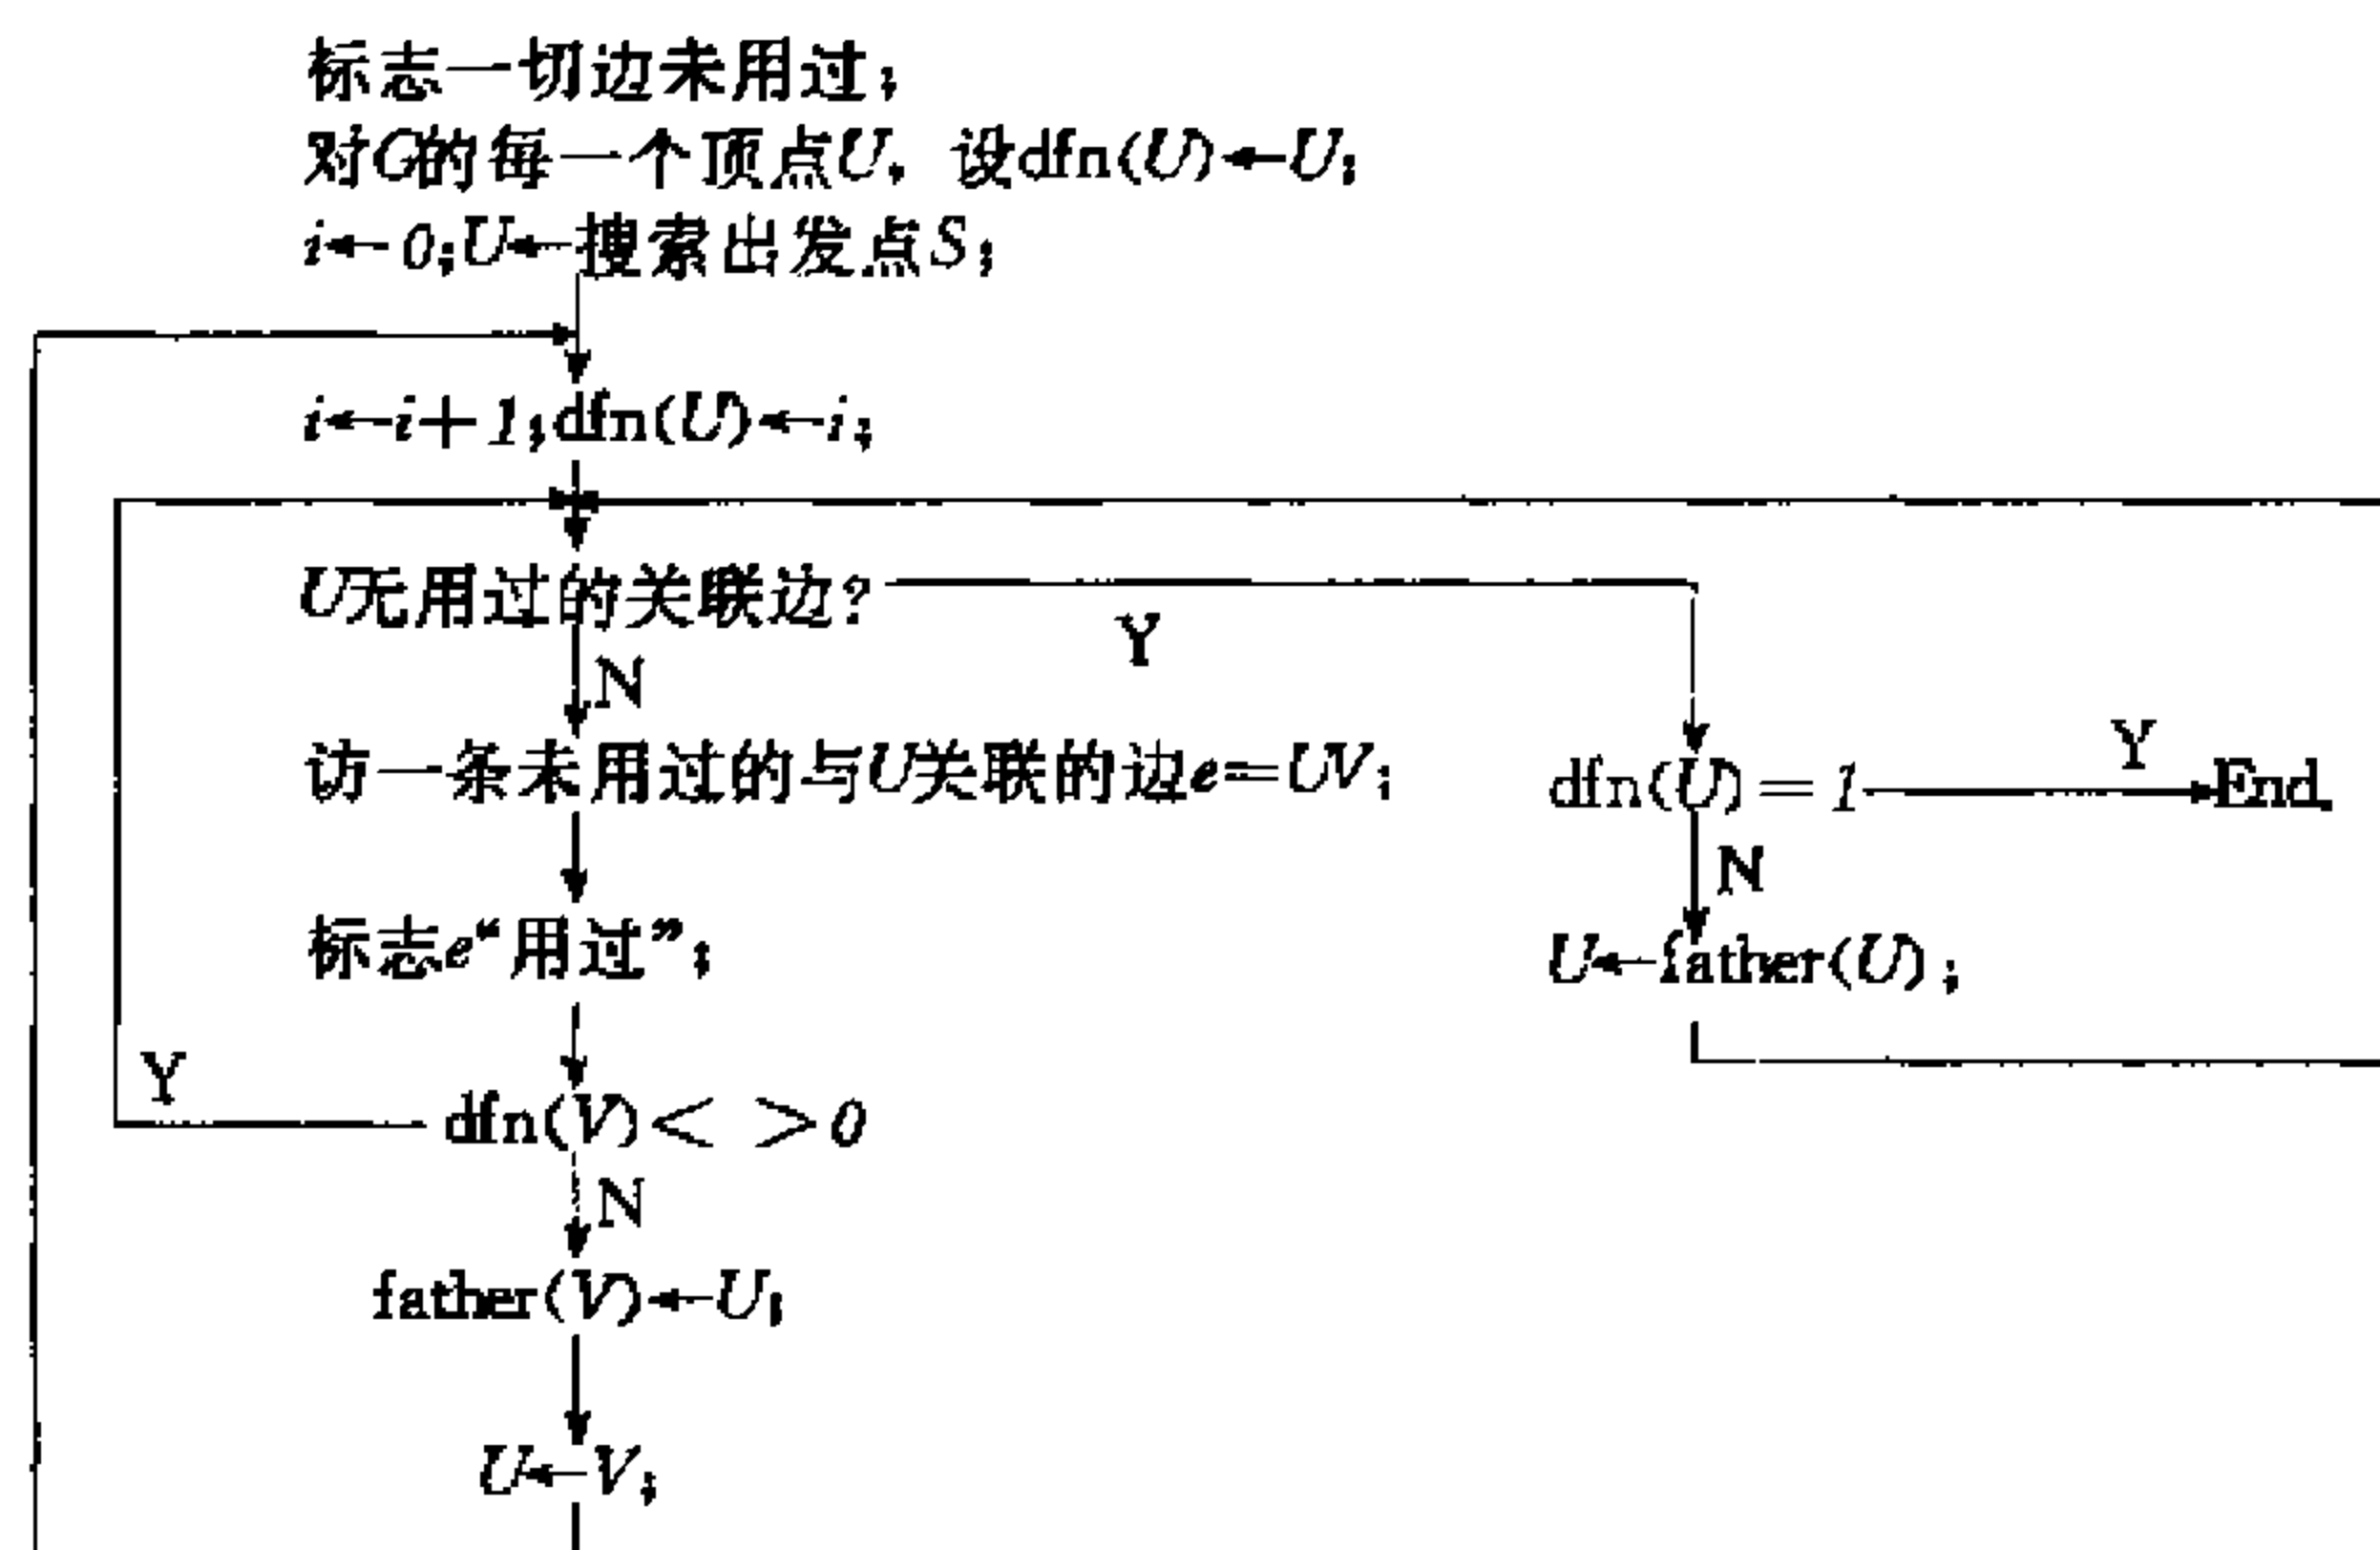 标志一切边未用过;
对G的每一个顶点U, 设dfn(U)←U;
i←0;U←搜索出发点S;
i←i+1;dfn(U)←i;
U无用过的关联边?
Y
N
访一条未用过的与U关联的边e=UV;
dfn(U)=1
Y
End
N
标志e“用过”;
U←father(U);
Y
dfn(V)< >0
N
father(V)←U;
U←V;